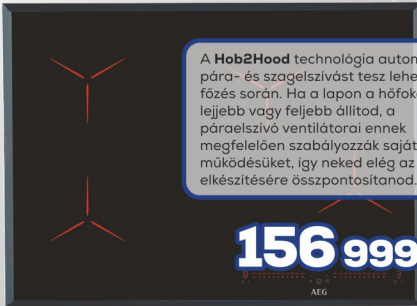 A Hob2Hood technológia autom
pára- és szagelszívást tesz lehe
főzés során. Ha a lapon a hőfok
lejjebb vagy feljebb állítod, a
páraelszívó ventilátorai ennek
megfelelően szabályozzák saját
működésüket, így neked elég az
elkészítésére összpontosítanod.
156 999
AEG